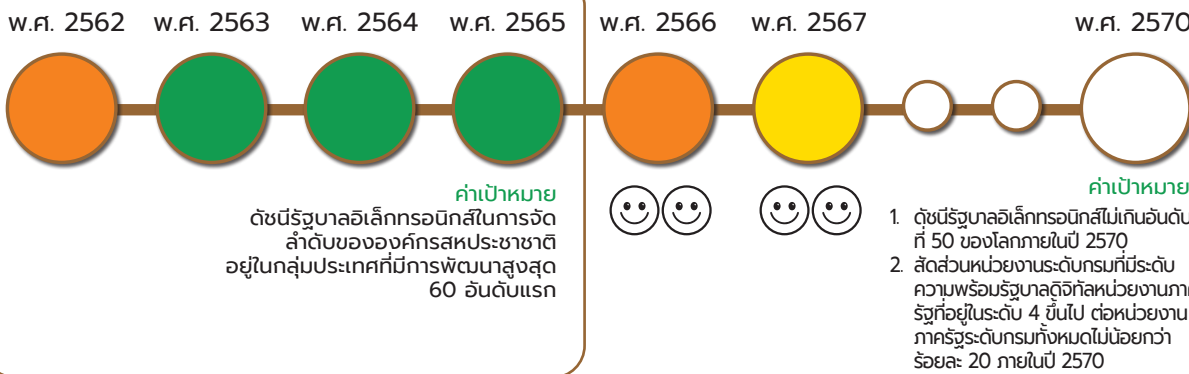 พ.ศ. 2562 พ.ศ. 2563 พ.ศ. 2564 พ.ศ. 2565 พ.ศ. 2566 พ.ศ. 2567 พ.ศ. 2570
ค่าเป้าหมาย
ดัชนีรัฐบาลอิเล็กทรอนิกส์ในการจัด
ลำดับขององค์กรสหประชาชาติ
อยู่ในกลุ่มประเทศที่มีการพัฒนาสูงสุด
60 อันดับแรก
ค่าเป้าหมาย
1. ดัชนีรัฐบาลอิเล็กทรอนิกส์ไม่เกินอันดับ
ที่ 50 ของโลกภายในปี 2570
2. สัดส่วนหน่วยงานระดับกรมที่มีระดับ
ความพร้อมรัฐบาลดิจิทัลหน่วยงานภาค
รัฐที่อยู่ในระดับ 4 ขึ้นไป ต่อหน่วยงาน
ภาครัฐระดับกรมทั้งหมดไม่น้อยกว่า
ร้อยละ 20 ภายในปี 2570